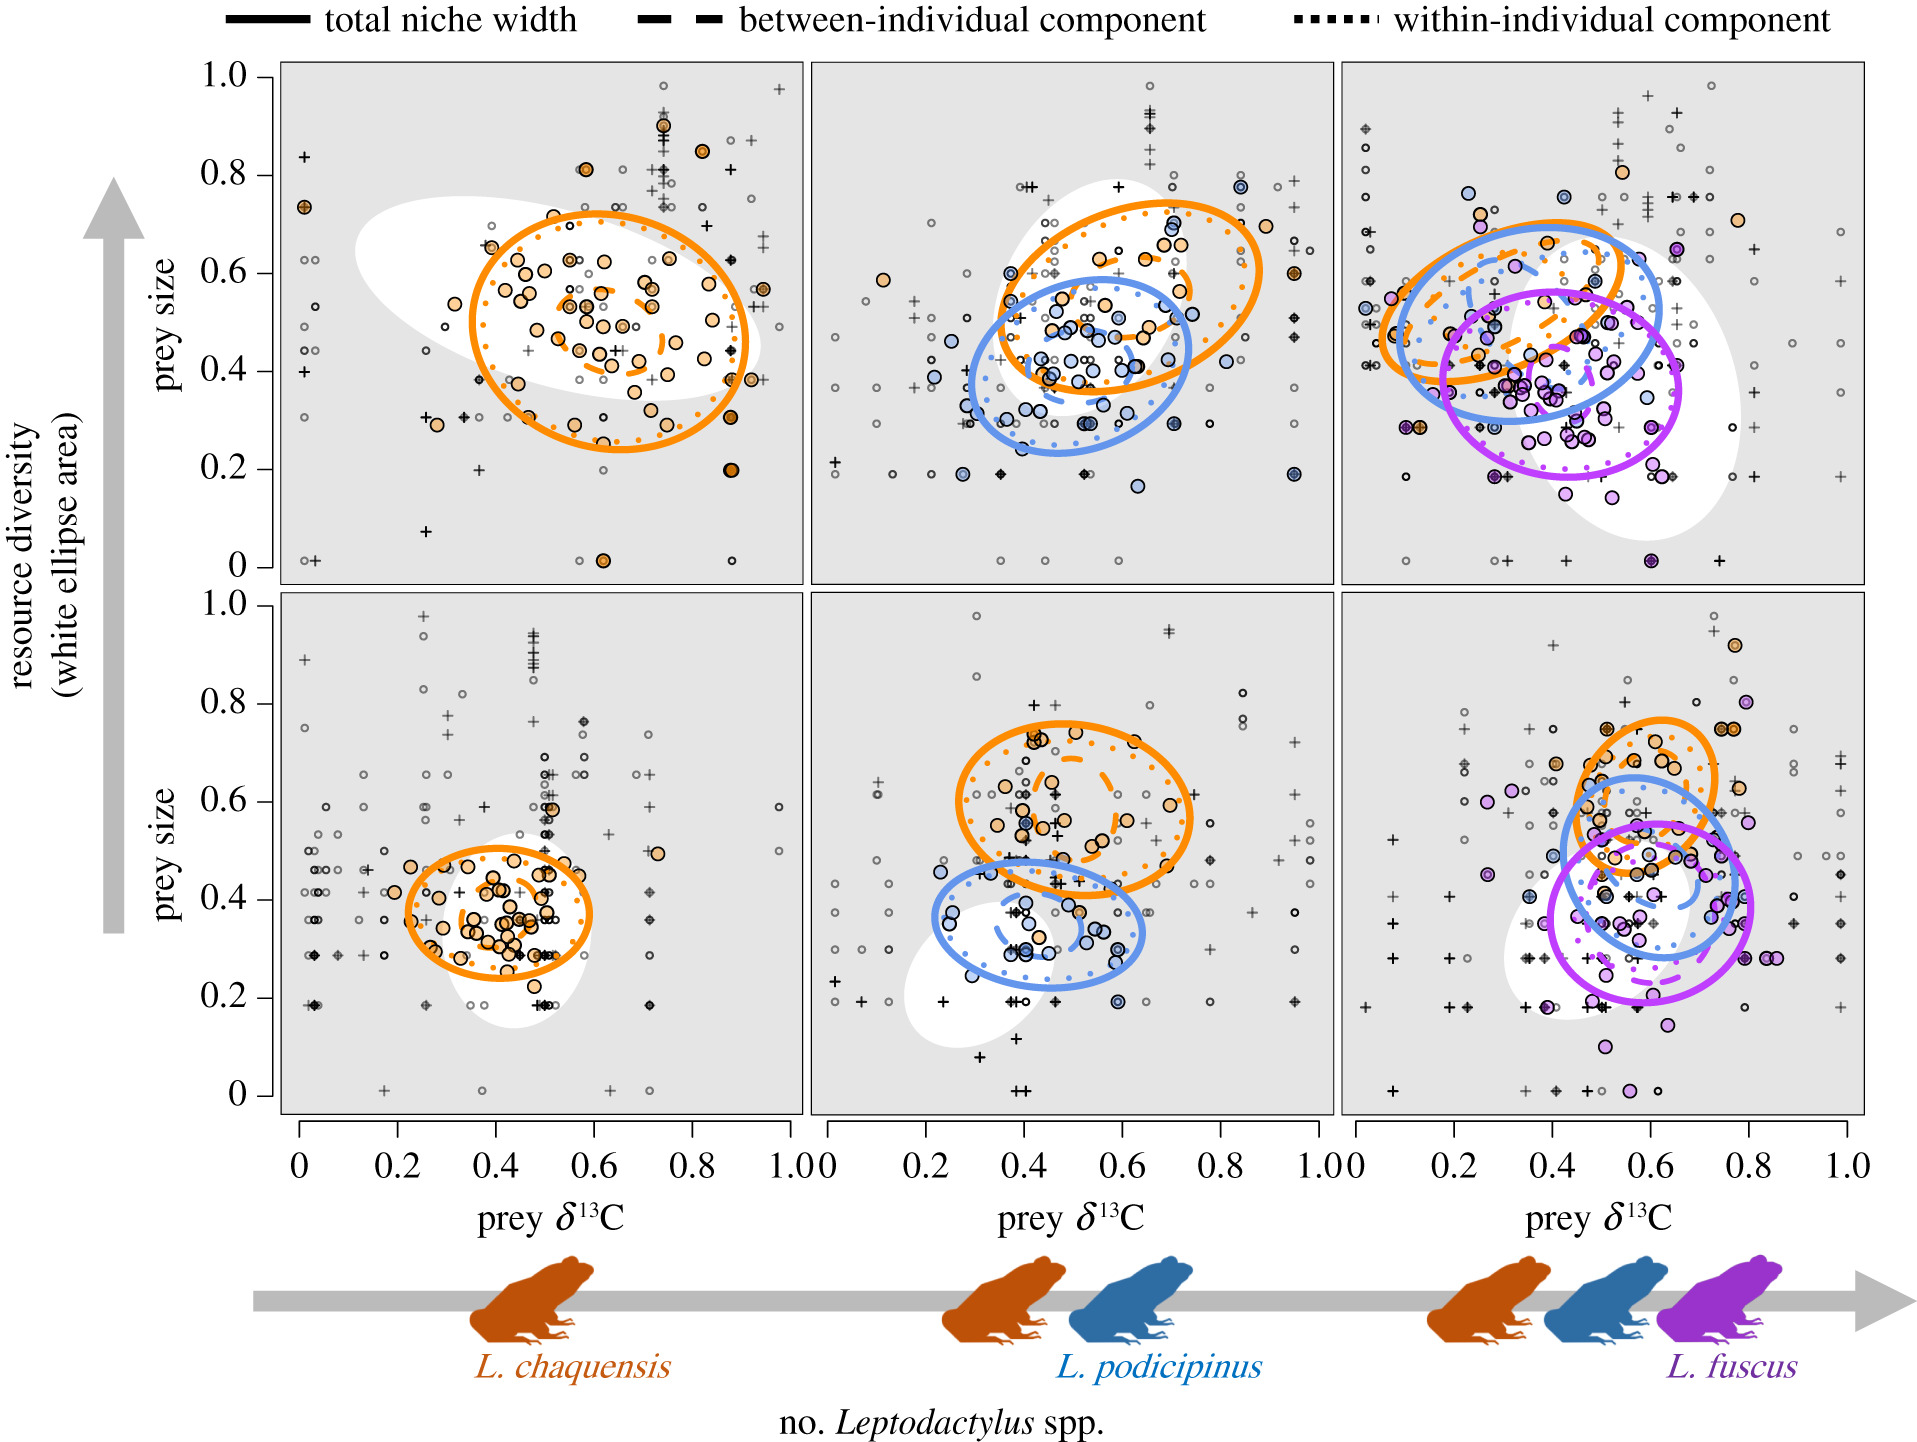 total niche width
between-individual component
within-individual component
1.0
0.8
0.6
0.4
0.2
0
prey size
1.0
0.8
0.6
0.4
0.2
0
prey size
resource diversity
(white ellipse area)
0 0.2 0.4 0.6 0.8 1.0
0 0.2 0.4 0.6 0.8 1.0
0 0.2 0.4 0.6 0.8 1.0
prey δ¹³C
prey δ¹³C
prey δ¹³C
L. chaquensis
L. podicipinus
L. fuscus
no. Leptodactylus spp.